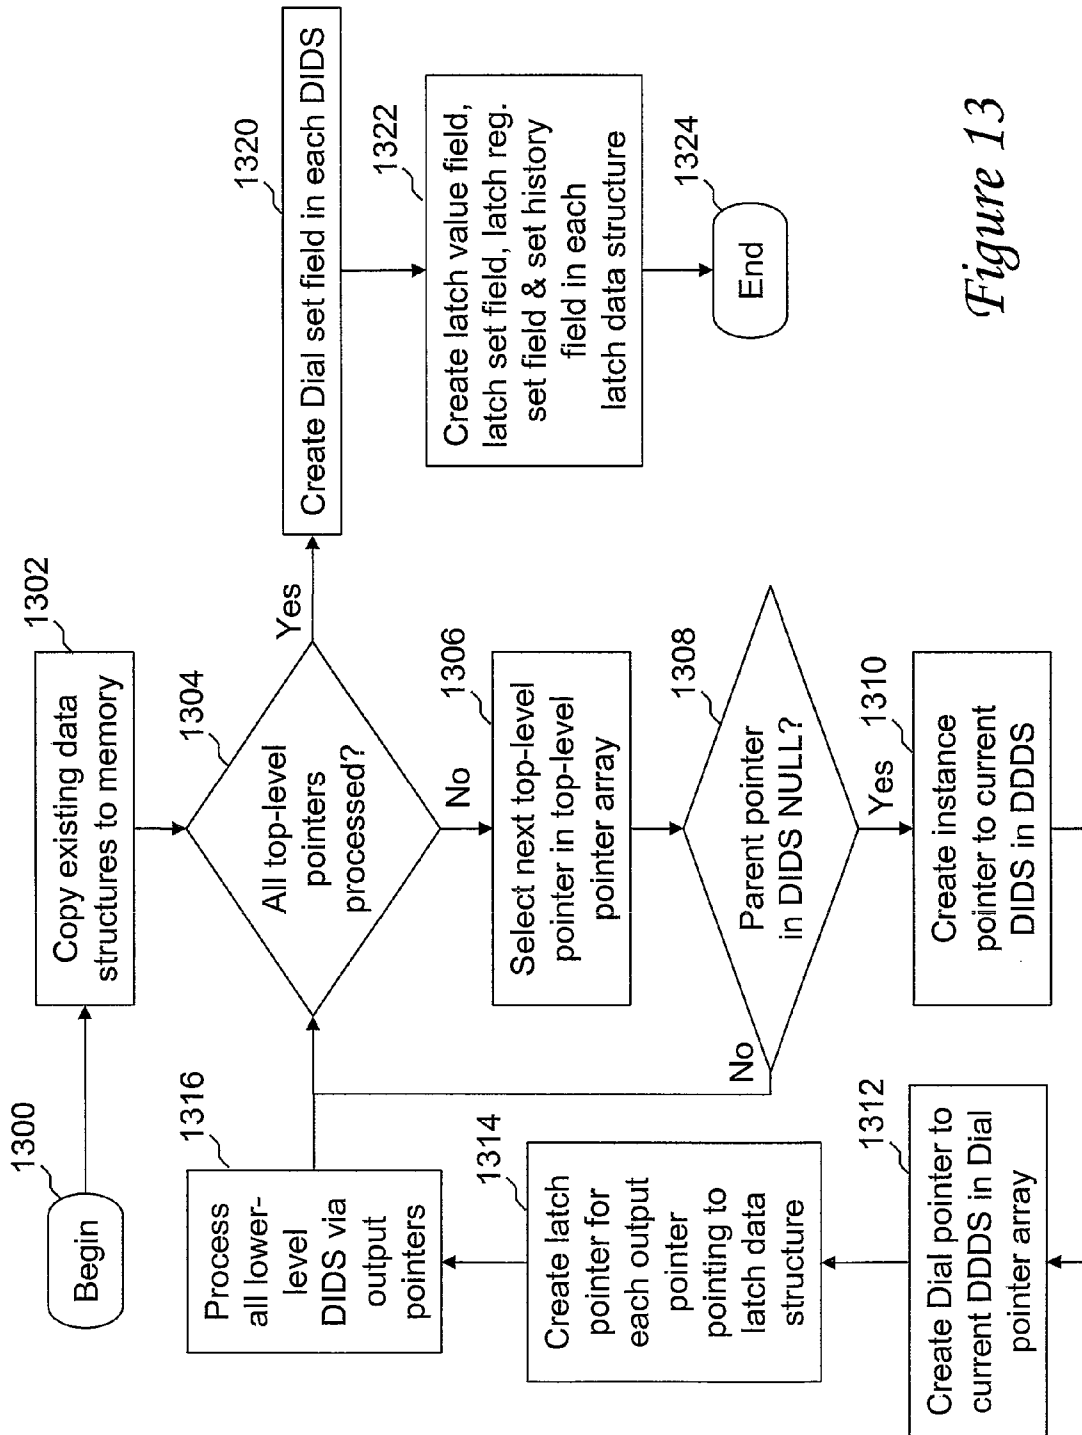 1300
Begin
1302
Copy existing data
structures to memory
1304
All top-level
pointers
processed?
Yes
No
1306
Select next top-level
pointer in top-level
pointer array
1308
Parent pointer
in DIDS NULL?
No
Yes
1310
Create instance
pointer to current
DIDS in DDDS
1312
Create Dial pointer to
current DDDS in Dial
pointer array
1314
Create latch
pointer for
each output
pointer
pointing to
latch data
structure
1316
Process
all lower-
level
DIDS via
output
pointers
1320
Create Dial set field in each DIDS
1322
Create latch value field,
latch set field, latch reg.
set field & set history
field in each
latch data structure
1324
End
Figure 13